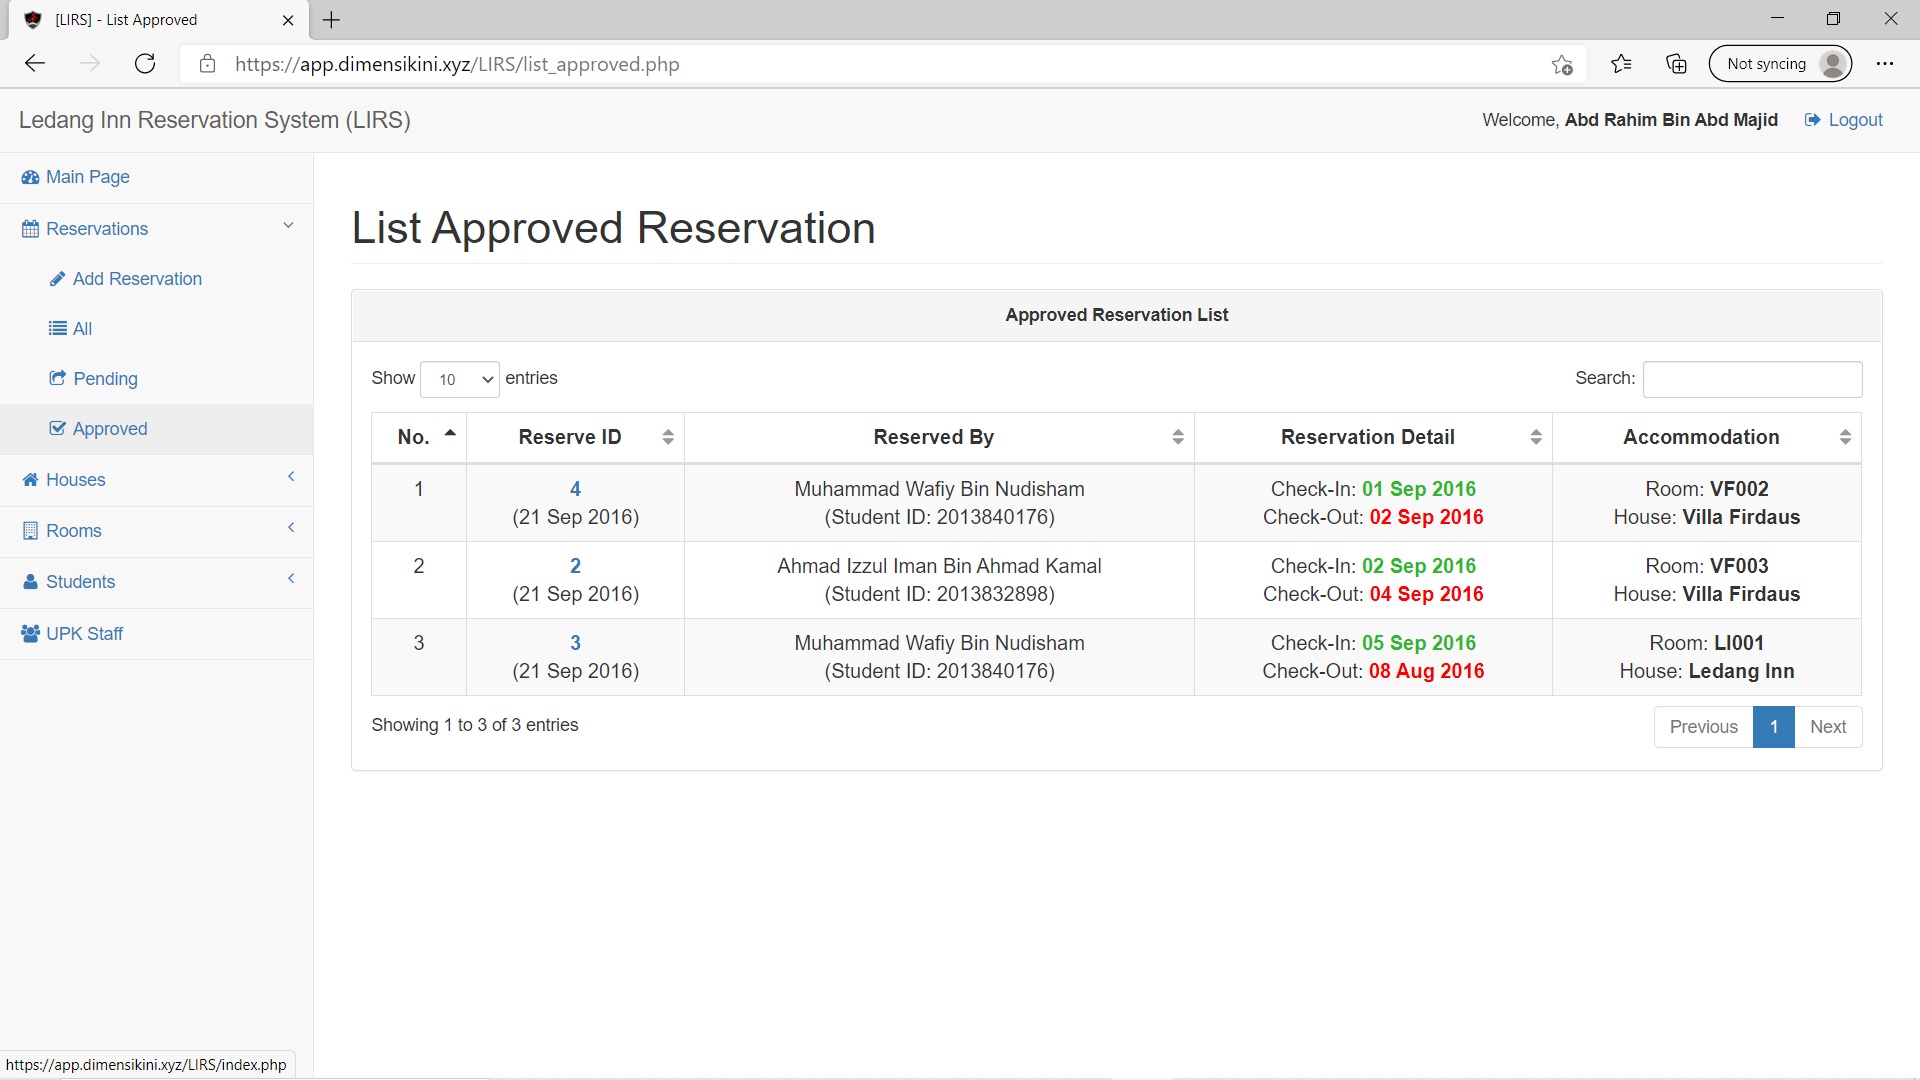 [LIRS] - List Approved
https://app.dimensikini.xyz/LIRS/list_approved.php
Not syncing
Ledang Inn Reservation System (LIRS)
Welcome, Abd Rahim Bin Abd Majid
Logout
Main Page
Reservations
Add Reservation
All
Pending
Approved
Houses
Rooms
Students
UPK Staff
List Approved Reservation
Approved Reservation List
Show 10 entries
Search:
No. Reserve ID Reserved By Reservation Detail Accommodation
1 4 Muhammad Wafiy Bin Nudisham Check-In: 01 Sep 2016 Room: VF002
(21 Sep 2016) (Student ID: 2013840176) Check-Out: 02 Sep 2016 House: Villa Firdaus
2 2 Ahmad Izzul Iman Bin Ahmad Kamal Check-In: 02 Sep 2016 Room: VF003
(21 Sep 2016) (Student ID: 2013832898) Check-Out: 04 Sep 2016 House: Villa Firdaus
3 3 Muhammad Wafiy Bin Nudisham Check-In: 05 Sep 2016 Room: LI001
(21 Sep 2016) (Student ID: 2013840176) Check-Out: 08 Aug 2016 House: Ledang Inn
Showing 1 to 3 of 3 entries
Previous 1 Next
https://app.dimensikini.xyz/LIRS/index.php